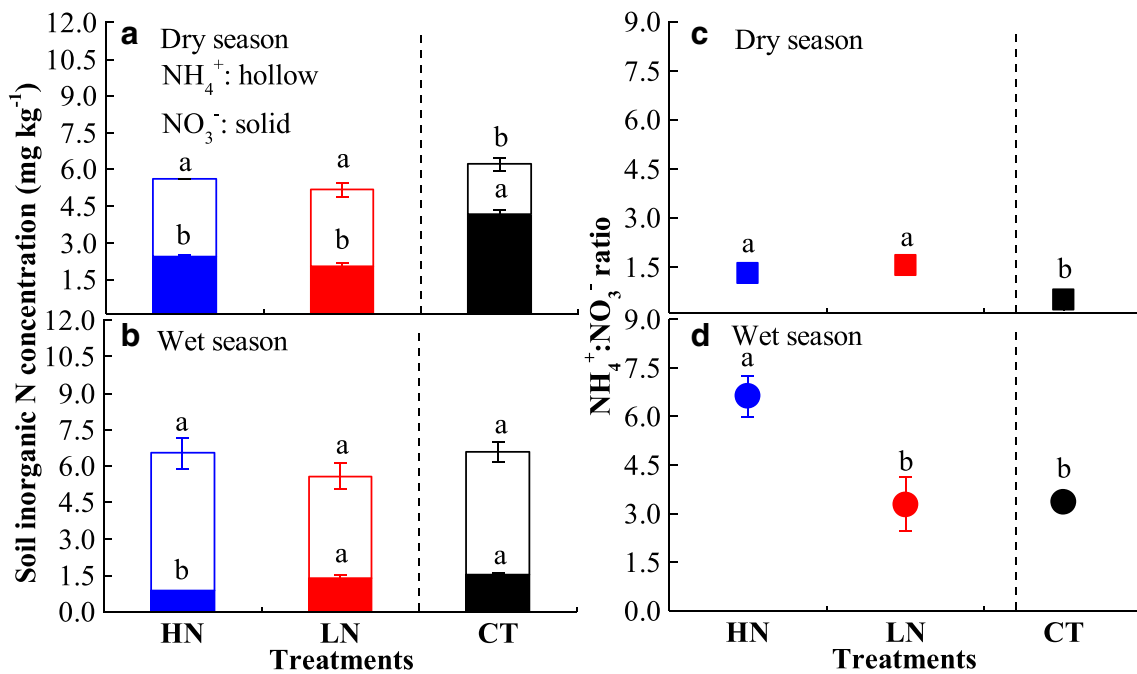 Soil inorganic N concentration (mg kg⁻¹)
12.0
10.5
9.0
7.5
6.0
4.5
3.0
1.5
a Dry season
NH₄⁺: hollow
NO₃⁻: solid
a
b
a
b
b
a
12.0
10.5
9.0
7.5
6.0
4.5
3.0
1.5
0.0
b Wet season
a
b
a
a
a
a
HN LN CT
Treatments
NH₄⁺:NO₃⁻ ratio
9.0
7.5
6.0
4.5
3.0
1.5
c Dry season
a
a
b
9.0
7.5
6.0
4.5
3.0
1.5
0.0
d Wet season
a
b
b
HN LN CT
Treatments